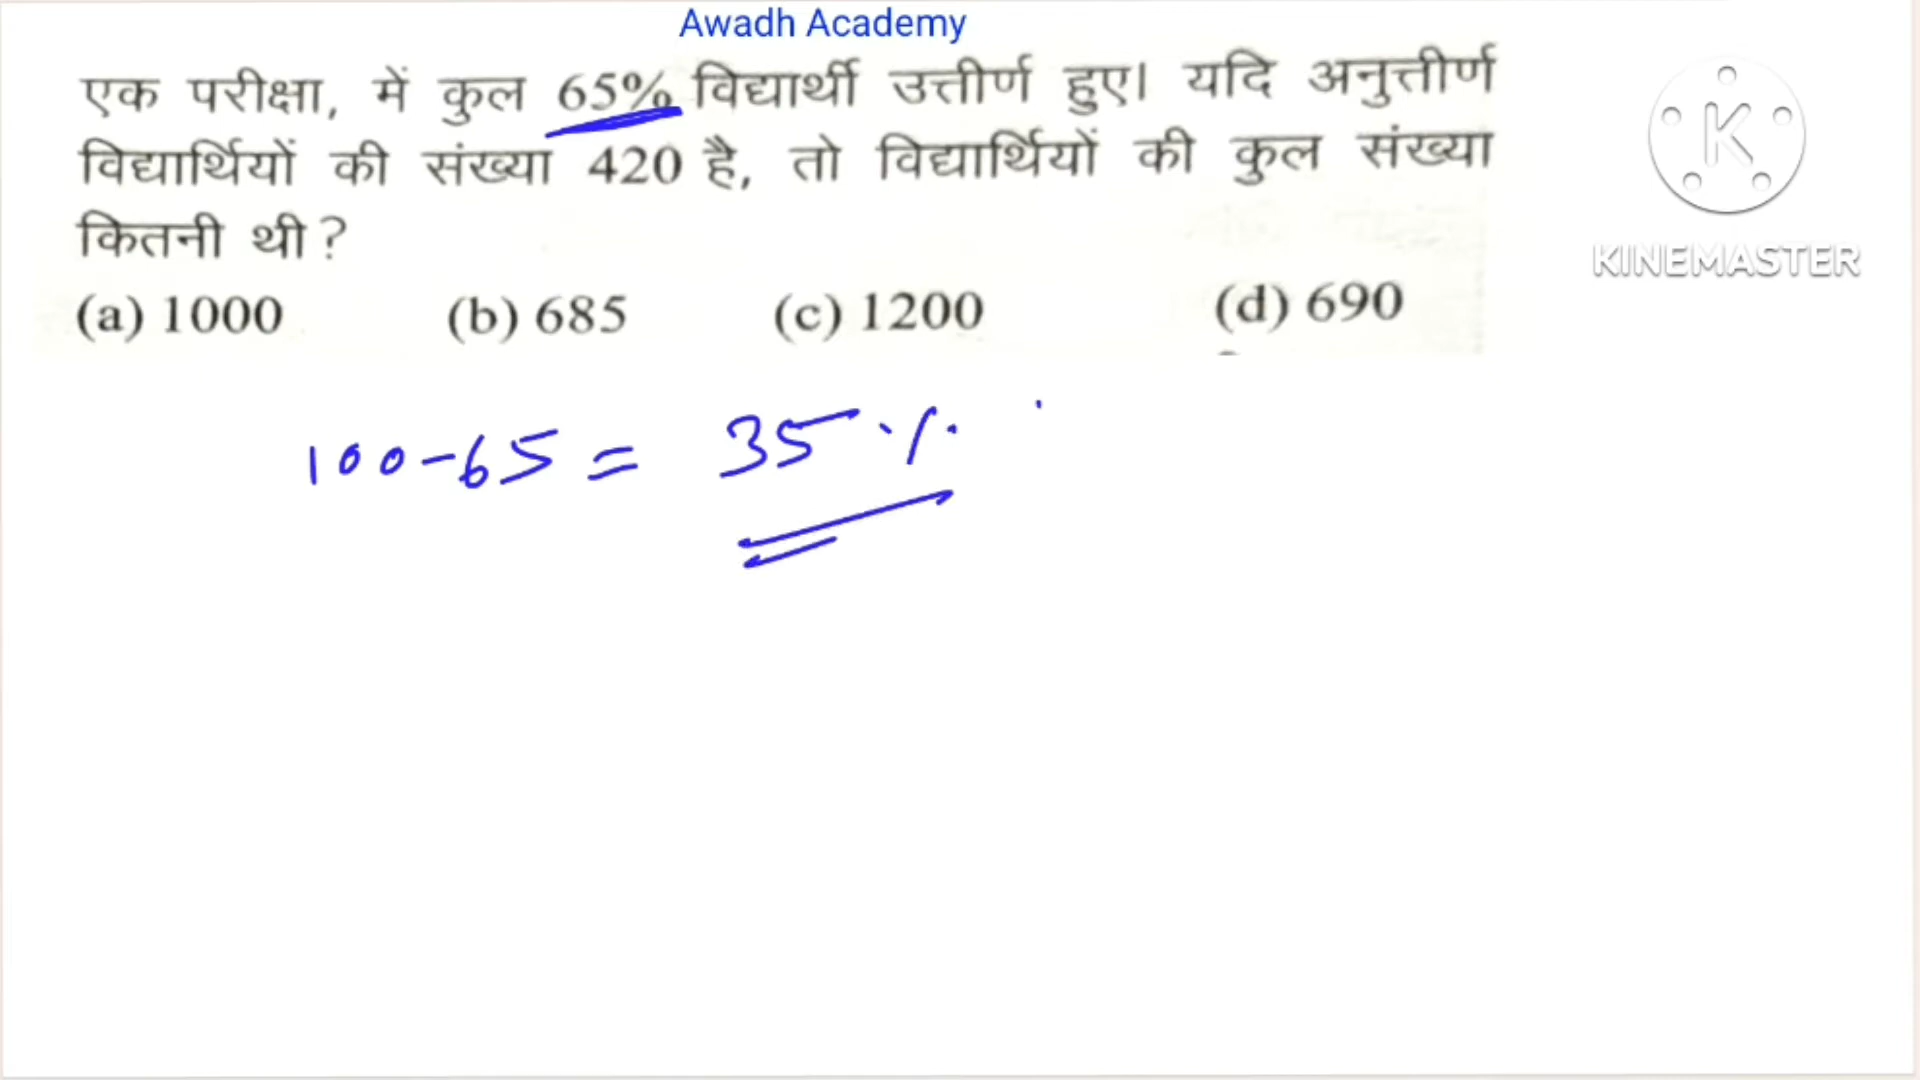 Awadh Academy
एक परीक्षा, में कुल 65% विद्यार्थी उत्तीर्ण हुए। यदि अनुत्तीर्ण
विद्यार्थियों की संख्या 420 है, तो विद्यार्थियों की कुल संख्या
कितनी थी?
(a) 1000 (b) 685 (c) 1200 (d) 690
K
KINEMASTER
100-65 = 35%